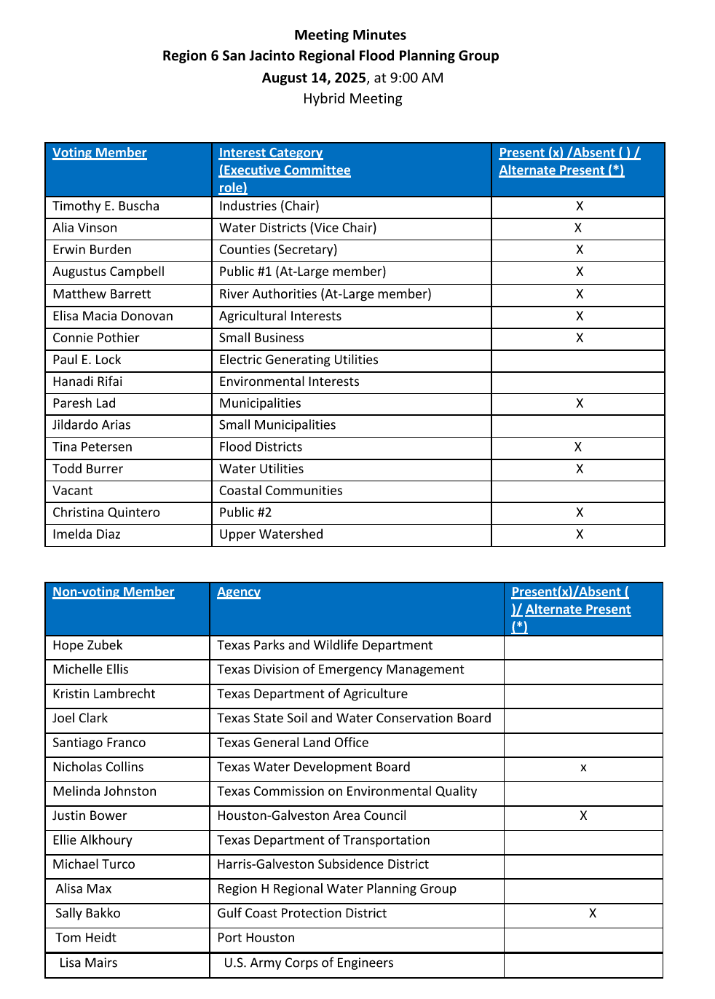 Meeting Minutes
Region 6 San Jacinto Regional Flood Planning Group
August 14, 2025, at 9:00 AM
Hybrid Meeting
Voting Member Interest Category (Executive Committee role) Present (x) /Absent ( ) / Alternate Present (*)
Timothy E. Buscha Industries (Chair) X
Alia Vinson Water Districts (Vice Chair) X
Erwin Burden Counties (Secretary) X
Augustus Campbell Public #1 (At-Large member) X
Matthew Barrett River Authorities (At-Large member) X
Elisa Macia Donovan Agricultural Interests X
Connie Pothier Small Business X
Paul E. Lock Electric Generating Utilities
Hanadi Rifai Environmental Interests
Paresh Lad Municipalities X
Jildardo Arias Small Municipalities
Tina Petersen Flood Districts X
Todd Burrer Water Utilities X
Vacant Coastal Communities
Christina Quintero Public #2 X
Imelda Diaz Upper Watershed X
Non-voting Member Agency Present(x)/Absent ( )/ Alternate Present (*)
Hope Zubek Texas Parks and Wildlife Department
Michelle Ellis Texas Division of Emergency Management
Kristin Lambrecht Texas Department of Agriculture
Joel Clark Texas State Soil and Water Conservation Board
Santiago Franco Texas General Land Office
Nicholas Collins Texas Water Development Board x
Melinda Johnston Texas Commission on Environmental Quality
Justin Bower Houston-Galveston Area Council X
Ellie Alkhoury Texas Department of Transportation
Michael Turco Harris-Galveston Subsidence District
Alisa Max Region H Regional Water Planning Group
Sally Bakko Gulf Coast Protection District X
Tom Heidt Port Houston
Lisa Mairs U.S. Army Corps of Engineers